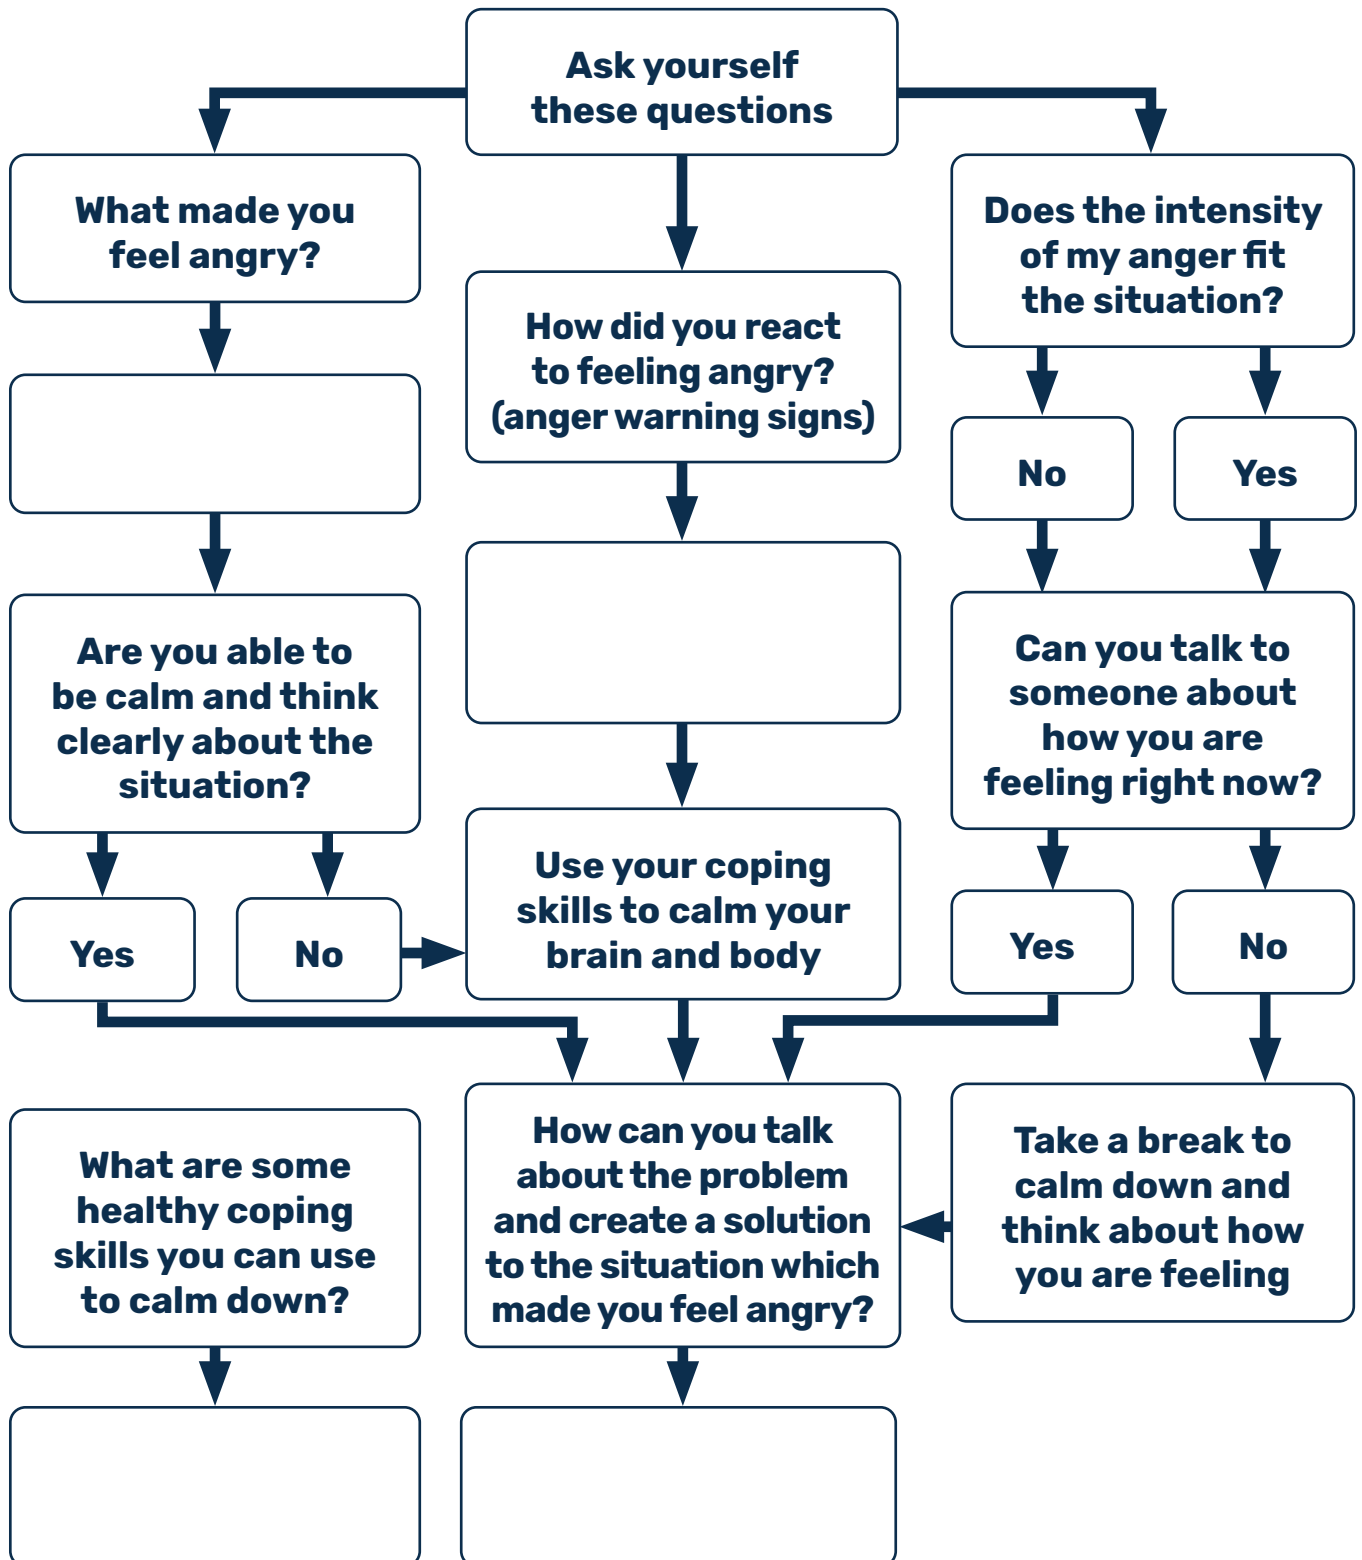 Ask yourself
these questions
What made you
feel angry?
How did you react
to feeling angry?
(anger warning signs)
Does the intensity
of my anger fit
the situation?
No
Yes
Are you able to
be calm and think
clearly about the
situation?
Yes
No
Use your coping
skills to calm your
brain and body
Can you talk to
someone about
how you are
feeling right now?
Yes
No
What are some
healthy coping
skills you can use
to calm down?
How can you talk
about the problem
and create a solution
to the situation which
made you feel angry?
Take a break to
calm down and
think about how
you are feeling